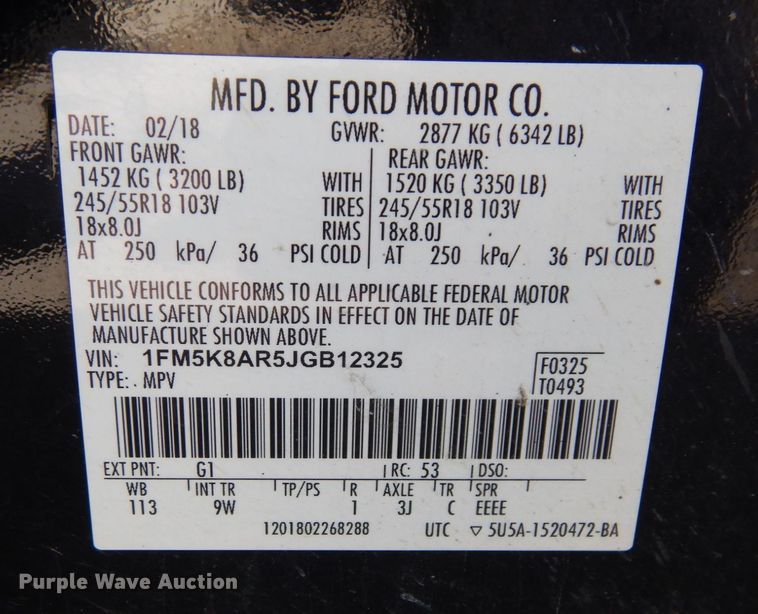 MFD. BY FORD MOTOR CO.
DATE: 02/18 GVWR: 2877 KG ( 6342 LB)
FRONT GAWR: REAR GAWR:
1452 KG ( 3200 LB) WITH 1520 KG ( 3350 LB) WITH
245/55R18 103V TIRES 245/55R18 103V TIRES
18x8.0J RIMS 18x8.0J RIMS
AT 250 kPa/ 36 PSI COLD AT 250 kPa/ 36 PSI COLD
THIS VEHICLE CONFORMS TO ALL APPLICABLE FEDERAL MOTOR
VEHICLE SAFETY STANDARDS IN EFFECT ON THE DATE OF
MANUFACTURE SHOWN ABOVE.
VIN: 1FM5K8AR5JGB12325 F0325
TYPE: MPV T0493
EXT PNT: G1 RC: 53 DSO:
WB INT TR TP/PS R AXLE TR SPR
113 9W 1 3J C EEEE
1201802268288 UTC ▽ 5U5A-1520472-BA
Purple Wave Auction